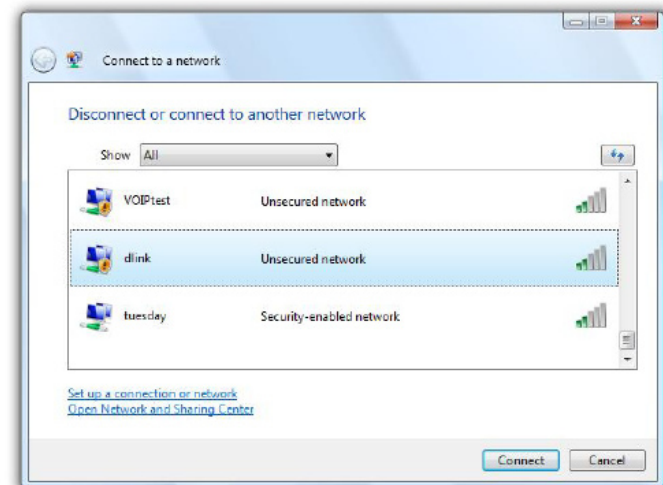 Connect to a network
Disconnect or connect to another network
Show All
VOIPtest Unsecured network
dlink Unsecured network
tuesday Security-enabled network
Set up a connection or network
Open Network and Sharing Center
Connect Cancel